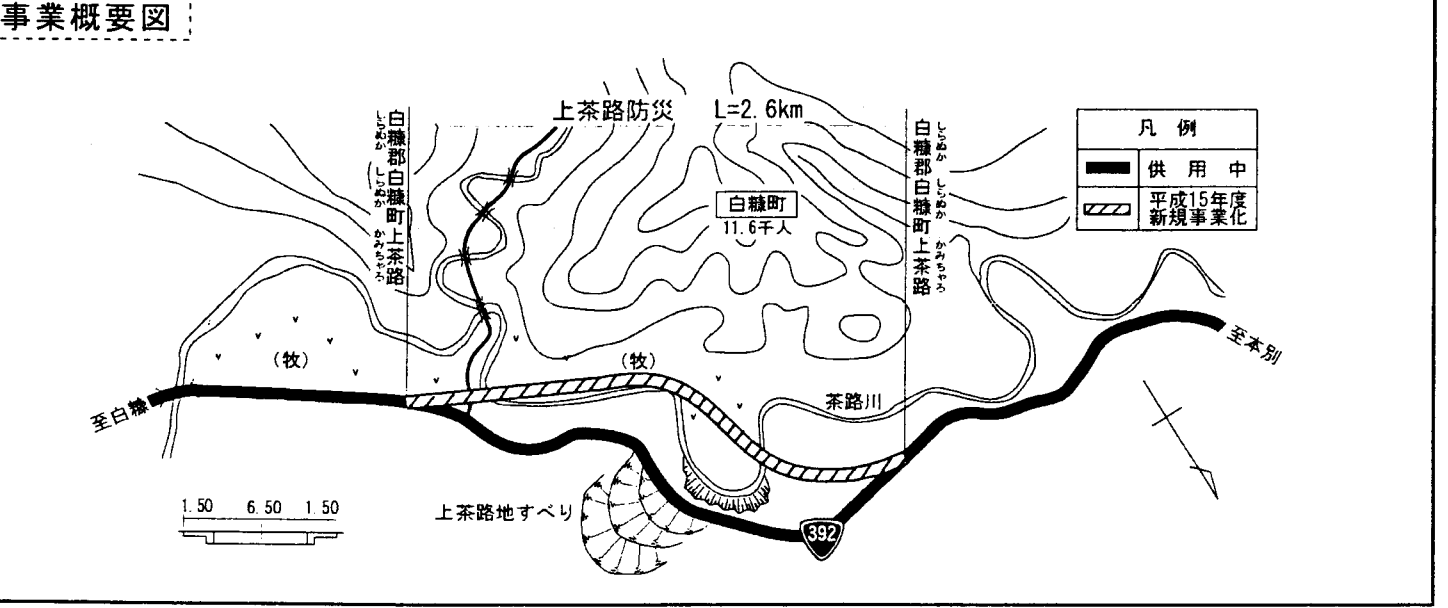 事業概要図
上茶路防災 L=2.6km
白糠郡白糠町上茶路
しらぬか しらぬか かみちゃろ
白糠郡白糠町上茶路
しらぬか しらぬか かみちゃろ
凡例
供用中
平成15年度
新規事業化
白糠町
11.6千人
(牧)
(牧)
至本別
至白糠
茶路川
1.50 6.50 1.50
上茶路地すべり
392